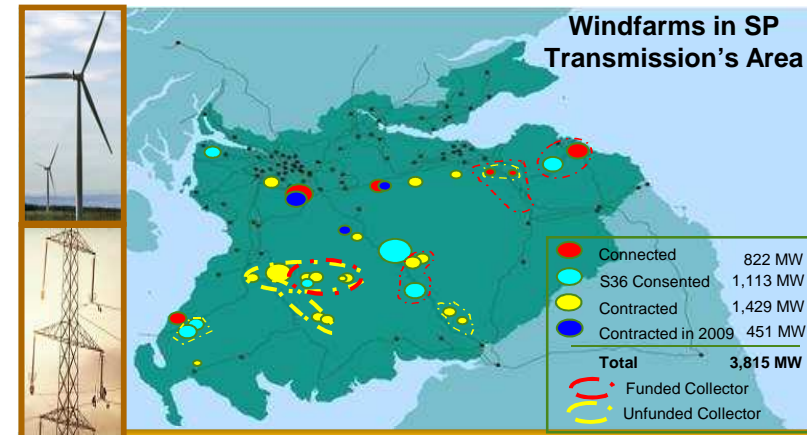 Windfarms in SP
Transmission's Area
Connected 822 MW
S36 Consented 1,113 MW
Contracted 1,429 MW
Contracted in 2009 451 MW
Total 3,815 MW
Funded Collector
Unfunded Collector